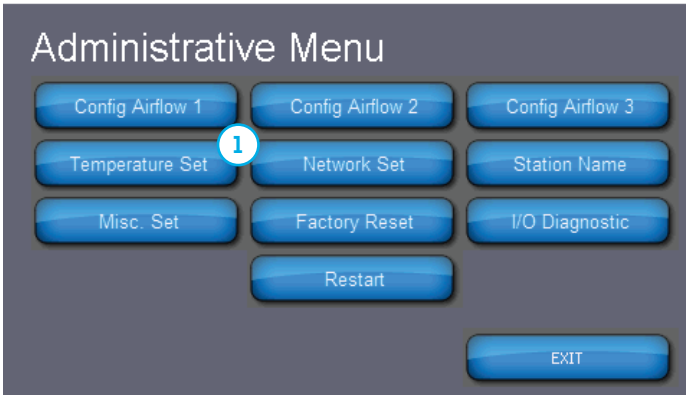 Administrative Menu
Config Airflow 1 Config Airflow 2 Config Airflow 3
1
Temperature Set Network Set Station Name
Misc. Set Factory Reset I/O Diagnostic
Restart
EXIT